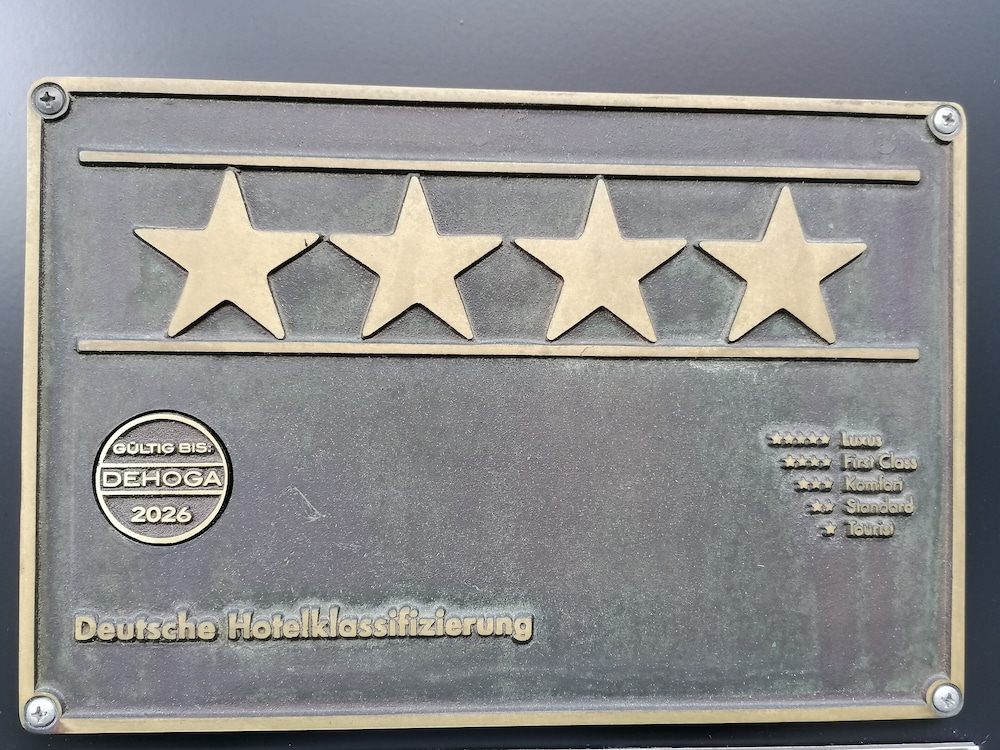 GÜLTIG BIS:
DEHOGA
2026
★★★★★ Luxus
★★★★ First Class
★★★ Komfort
★★ Standard
★ Tourist
Deutsche Hotelklassifizierung